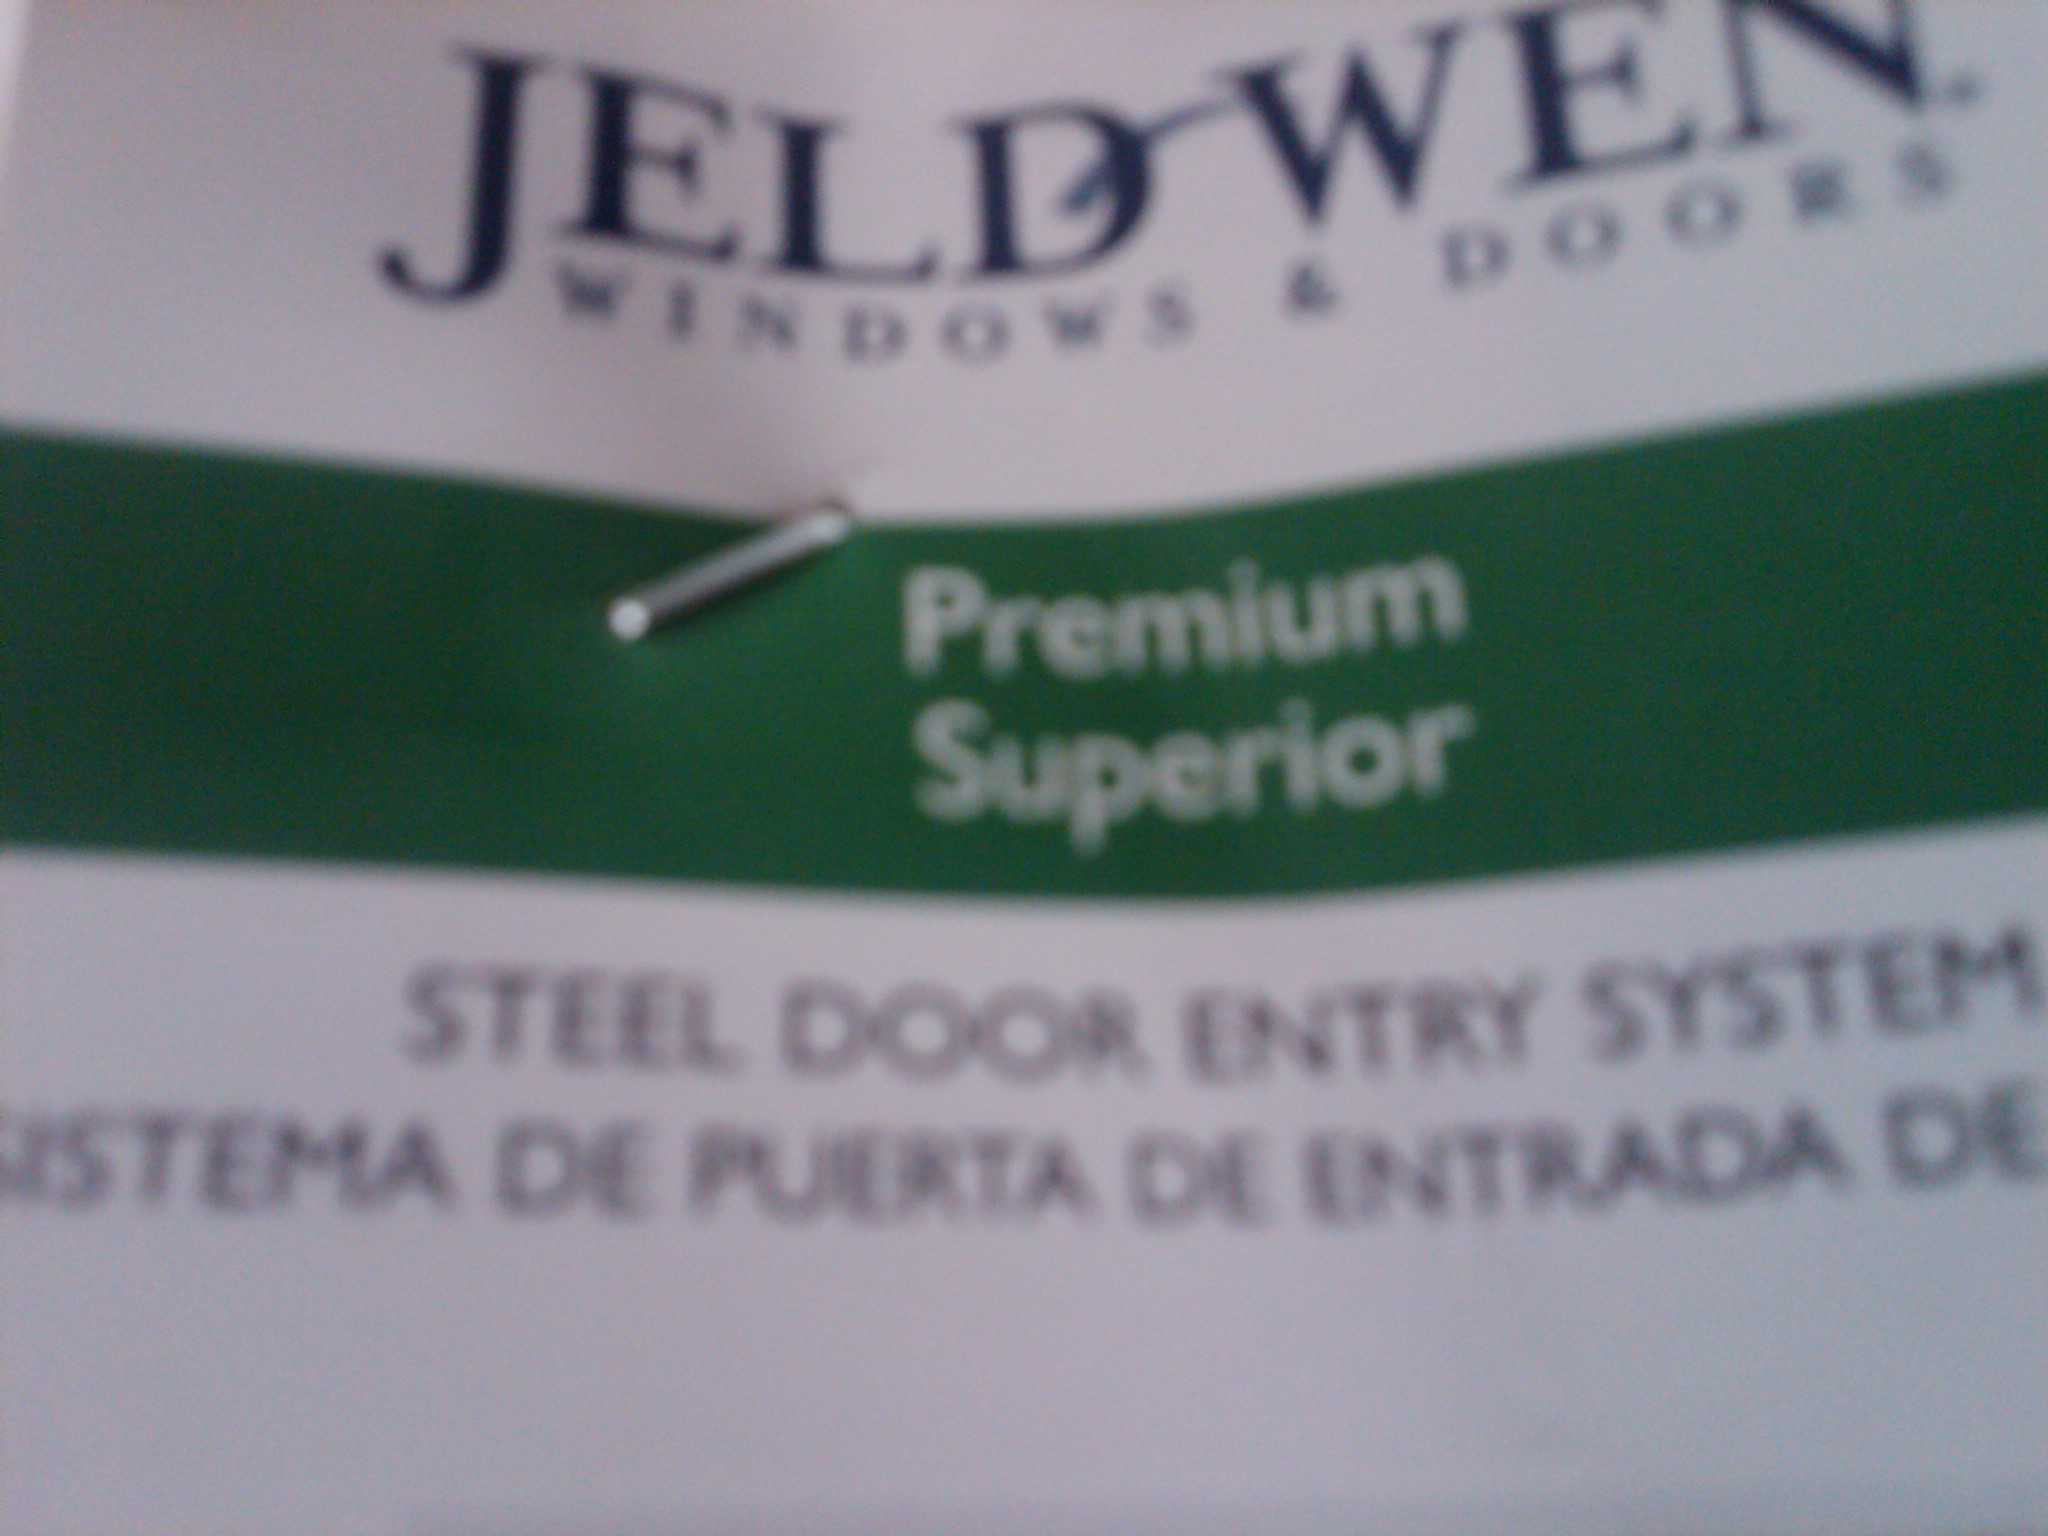 JELD-WEN
WINDOWS & DOORS
Premium
Superior
STEEL DOOR ENTRY SYSTEM
SISTEMA DE PUERTA DE ENTRADA DE